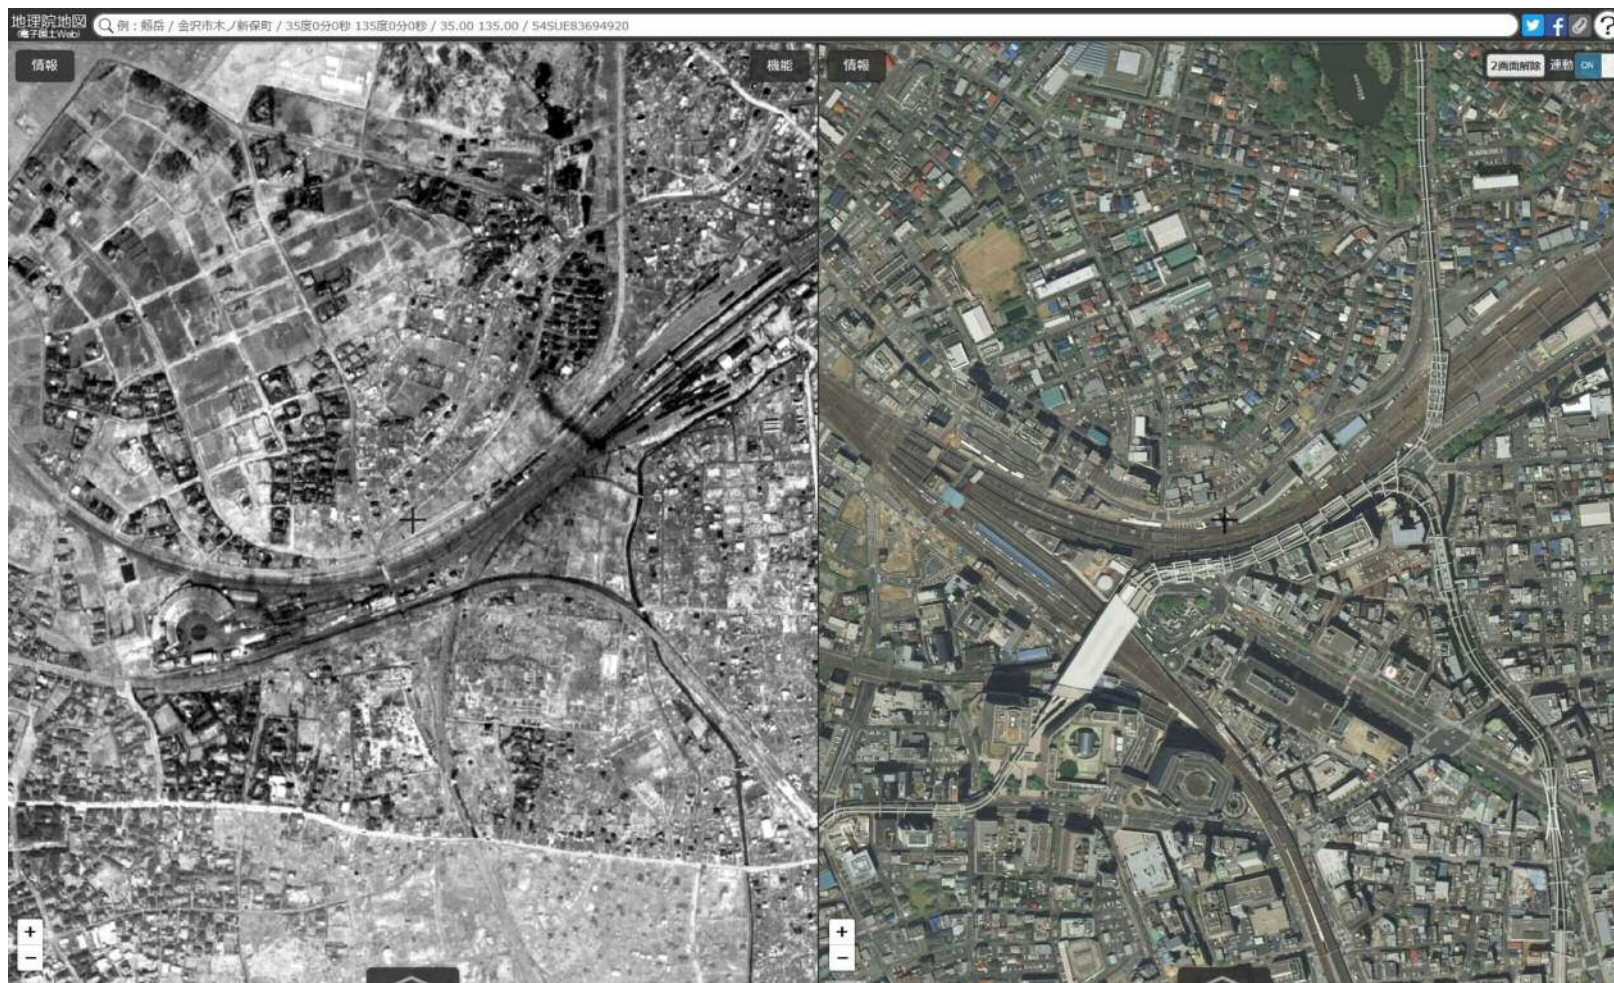 地理院地図
(電子国土Web)
例：剱岳 / 金沢市木ノ新保町 / 35度0分0秒 135度0分0秒 / 35.00 135.00 / 54SUE83694920
?
情報
機能
情報
2画面解除 連動 ON
+
−
+
−